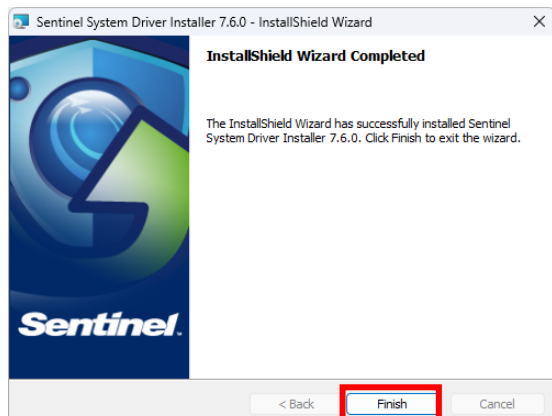 Sentinel System Driver Installer 7.6.0 - InstallShield Wizard
InstallShield Wizard Completed
The InstallShield Wizard has successfully installed Sentinel
System Driver Installer 7.6.0. Click Finish to exit the wizard.
Sentinel
< Back
Finish
Cancel